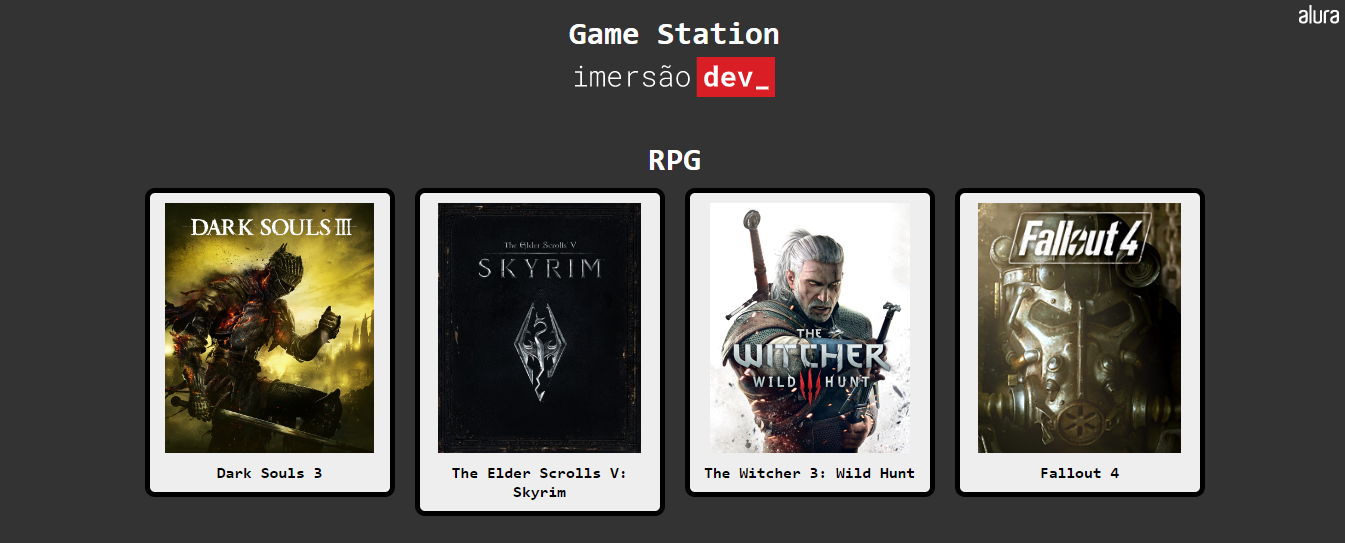 alura
Game Station
imersão dev_
RPG
DARK SOULS III
The Elder Scrolls V
SKYRIM
THE
WITCHER
WILD III HUNT
Fallout 4
Dark Souls 3
The Elder Scrolls V:
Skyrim
The Witcher 3: Wild Hunt
Fallout 4